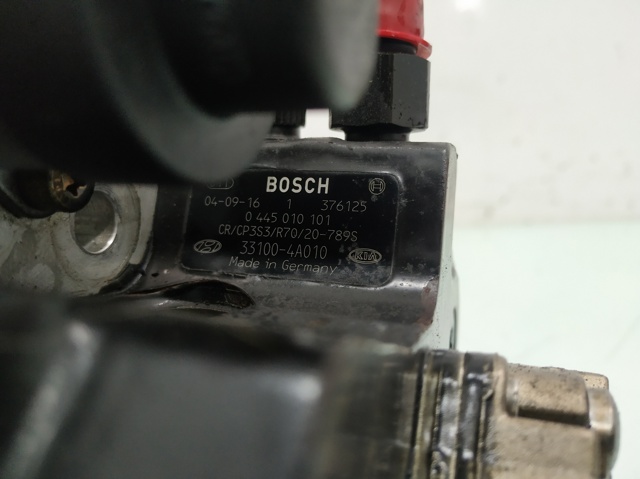 BOSCH
04-09-16 1 376125
0 445 010 101
CR/CP3S3/R70/20-789S
33100-4A010 KIA
Made in Germany